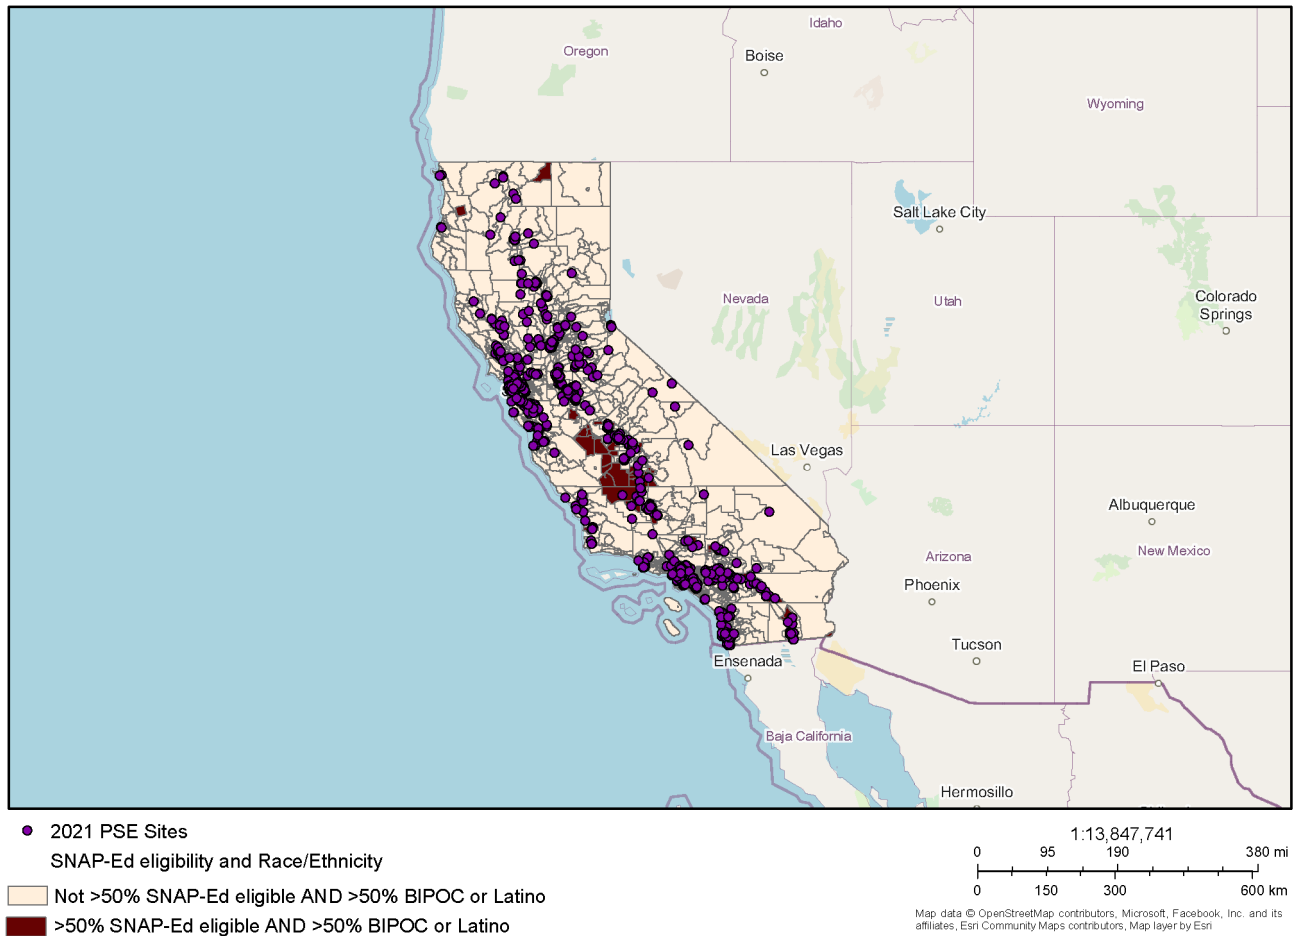 Idaho
Oregon
Boise
Wyoming
Salt Lake City
Nevada
Utah
Colorado
Springs
Las Vegas
Albuquerque
New Mexico
Arizona
Phoenix
Tucson
Ensenada
El Paso
Baja California
Hermosillo
2021 PSE Sites
SNAP-Ed eligibility and Race/Ethnicity
Not >50% SNAP-Ed eligible AND >50% BIPOC or Latino
>50% SNAP-Ed eligible AND >50% BIPOC or Latino
1:13,847,741
0 95 190 380 mi
0 150 300 600 km
Map data © OpenStreetMap contributors, Microsoft, Facebook, Inc. and its
affiliates, Esri Community Maps contributors, Map layer by Esri